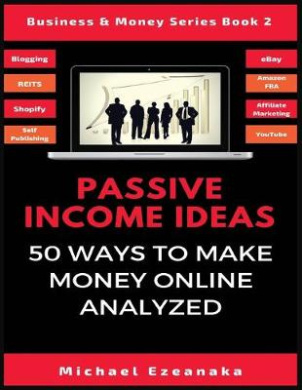 Business & Money Series Book 2
Blogging
REITS
Shopify
Self
Publishing
eBay
Amazon
FBA
Affiliate
Marketing
YouTube
PASSIVE
INCOME IDEAS
50 WAYS TO MAKE
MONEY ONLINE
ANALYZED
Michael Ezeanaka